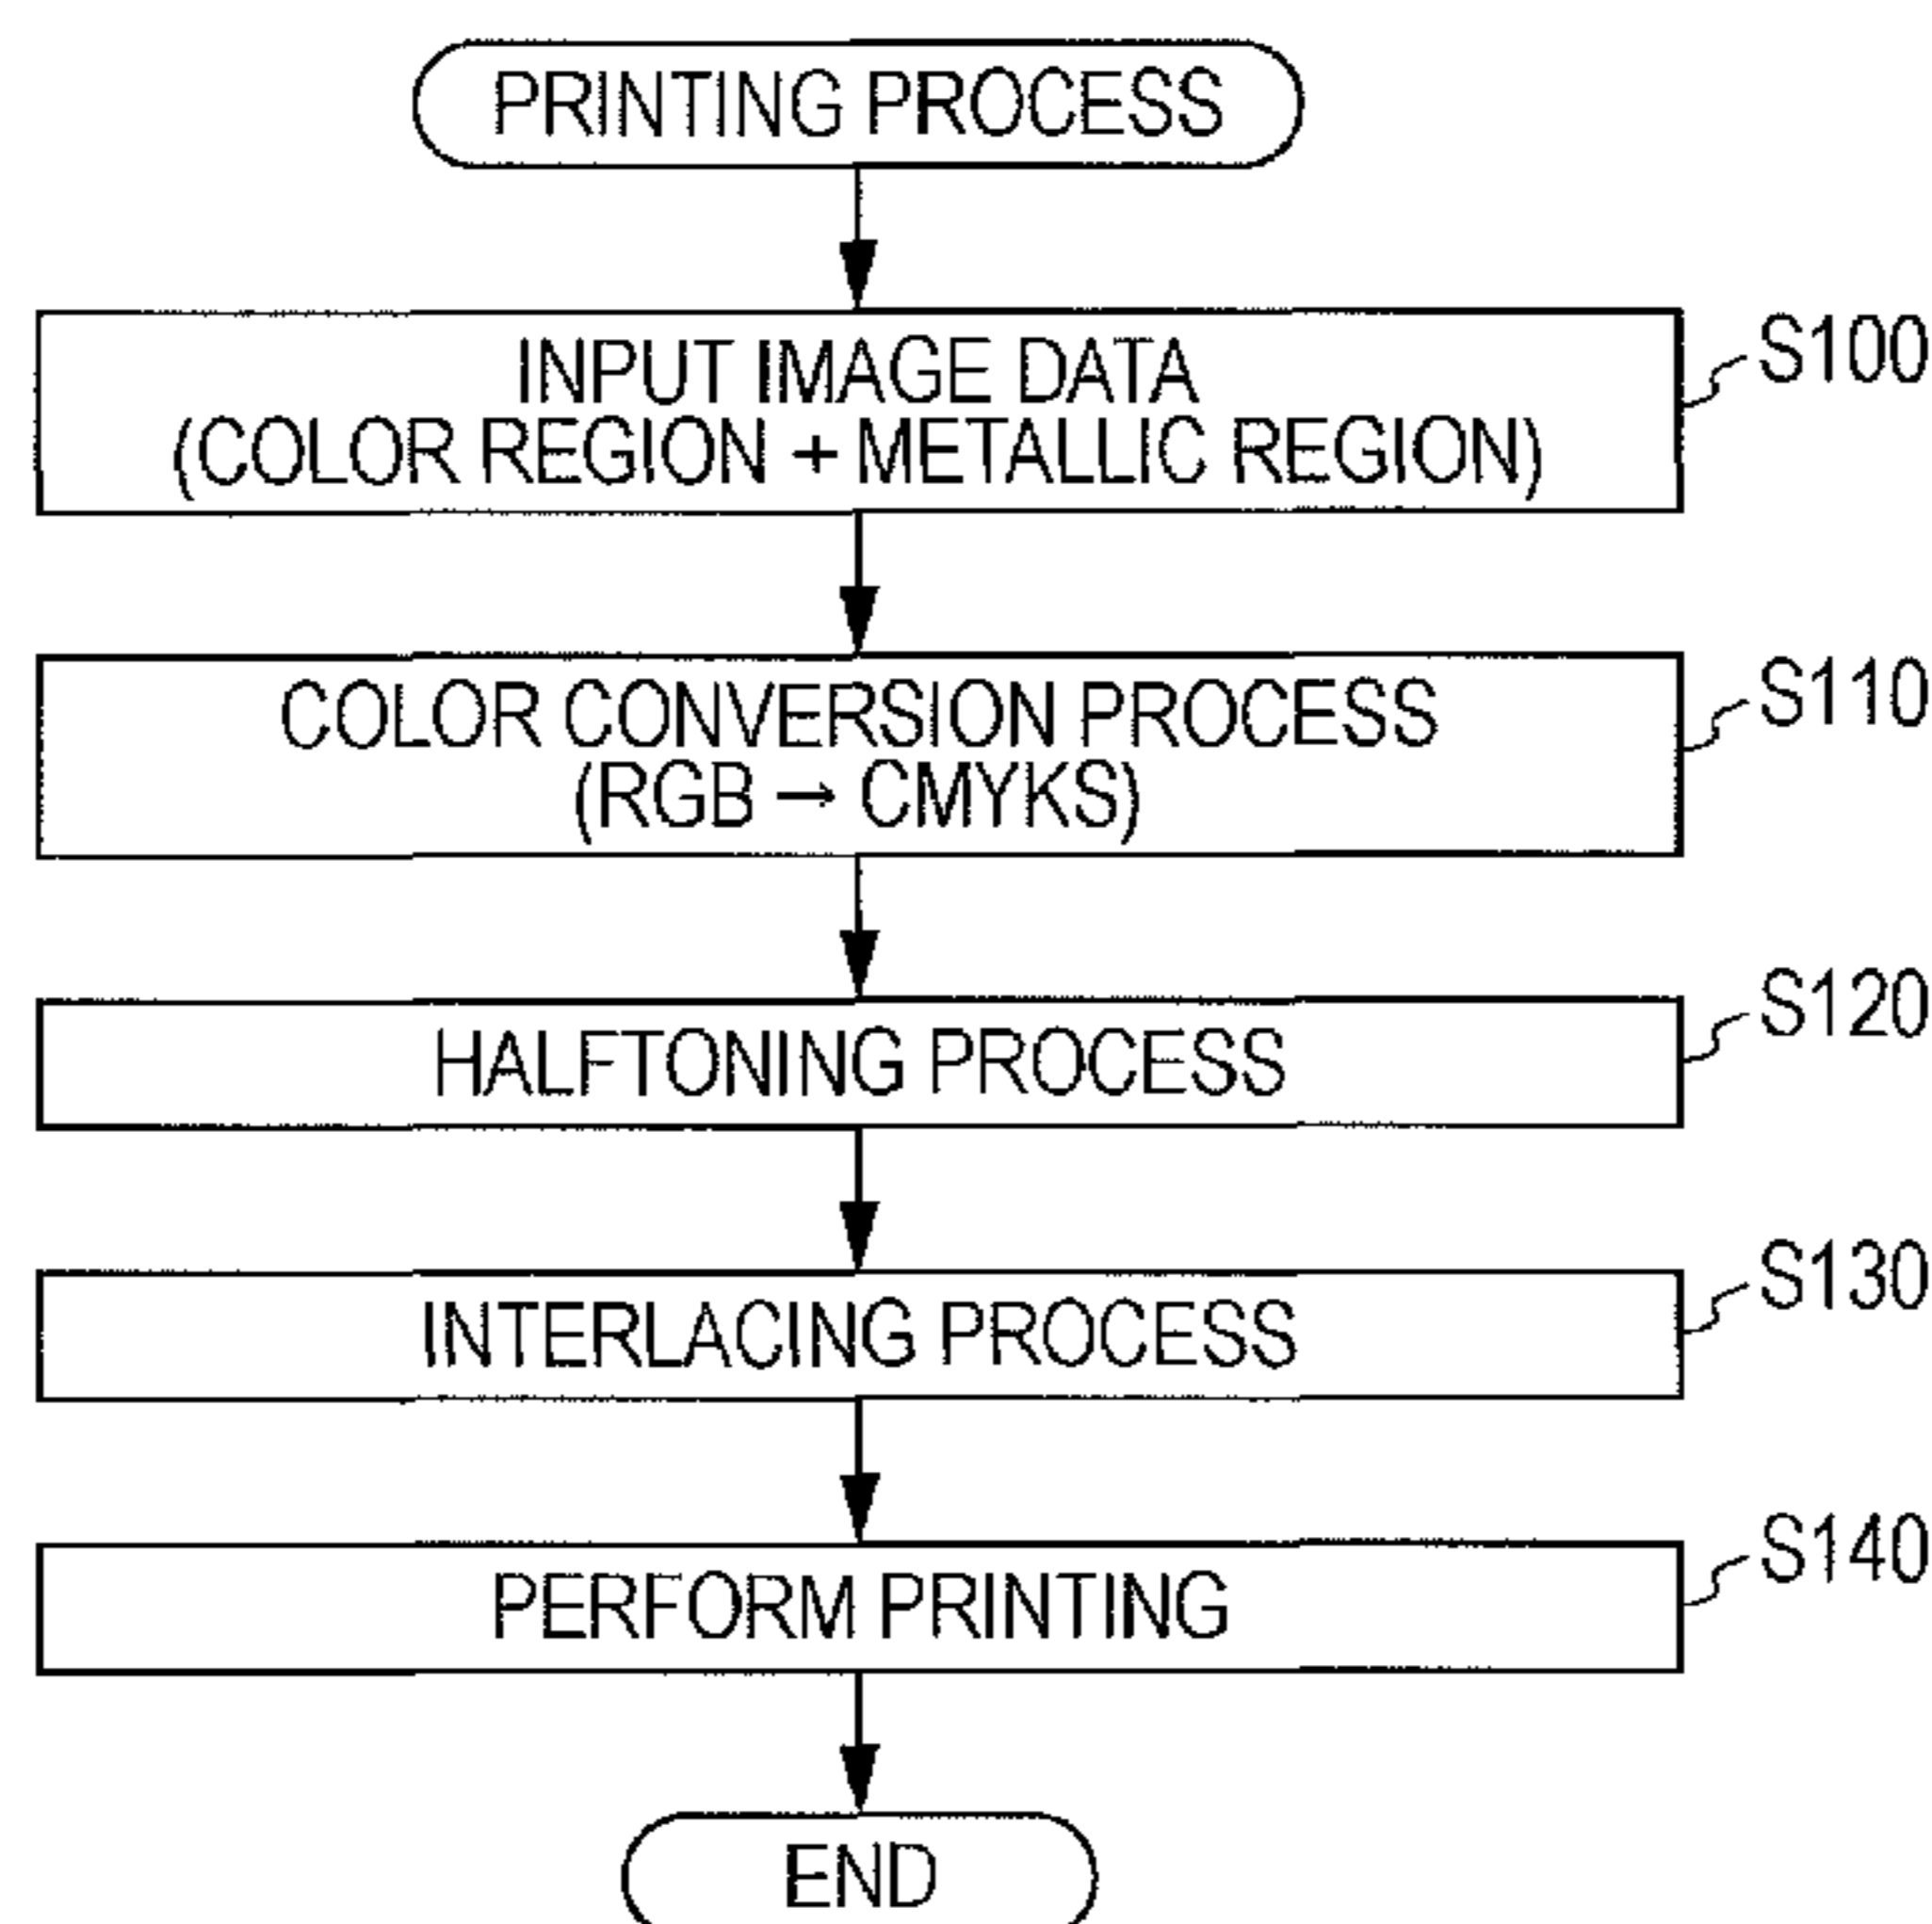 PRINTING PROCESS
INPUT IMAGE DATA
(COLOR REGION + METALLIC REGION)
S100
COLOR CONVERSION PROCESS
(RGB → CMYKS)
S110
HALFTONING PROCESS
S120
INTERLACING PROCESS
S130
PERFORM PRINTING
S140
END